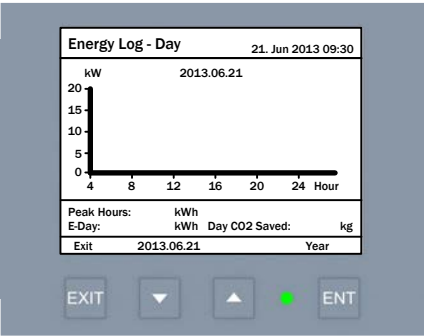 Energy Log - Day 21. Jun 2013 09:30
kW 2013.06.21
20
15
10
5
0
4 8 12 16 20 24 Hour
Peak Hours: kWh
E-Day: kWh Day CO2 Saved: kg
Exit 2013.06.21 Year
EXIT ENT